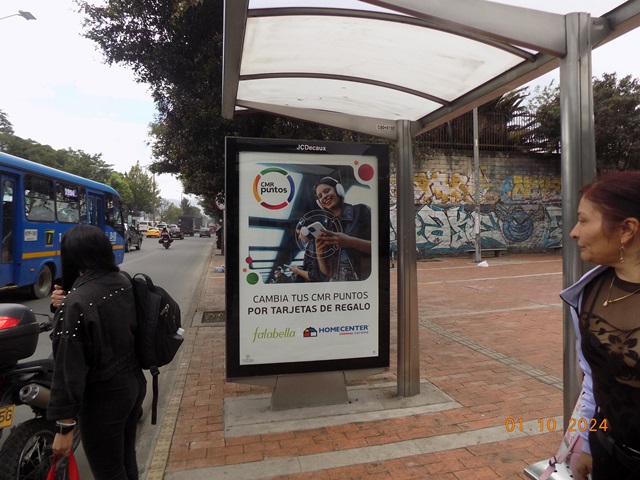 JCDecaux
CMR
puntos
CAMBIA TUS CMR PUNTOS
POR TARJETAS DE REGALO
falabella
HOMECENTER
01.10.2024